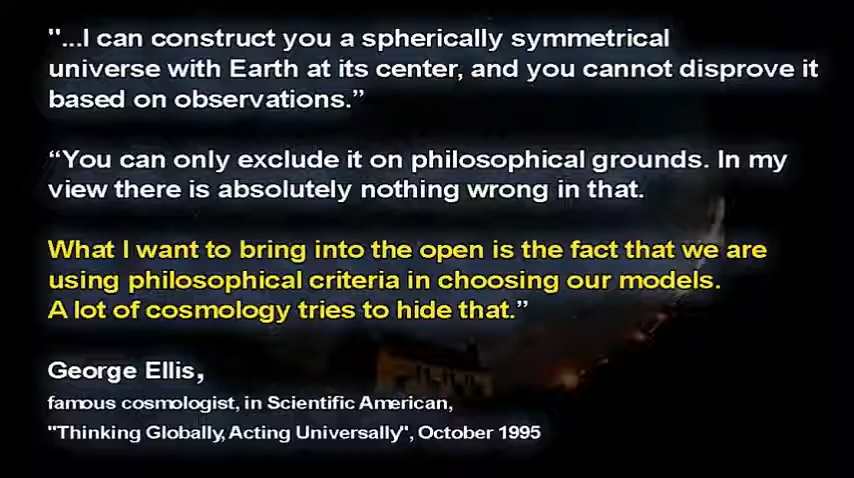 "...I can construct you a spherically symmetrical
universe with Earth at its center, and you cannot disprove it
based on observations.”
“You can only exclude it on philosophical grounds. In my
view there is absolutely nothing wrong in that.
What I want to bring into the open is the fact that we are
using philosophical criteria in choosing our models.
A lot of cosmology tries to hide that.”
George Ellis,
famous cosmologist, in Scientific American,
"Thinking Globally, Acting Universally", October 1995